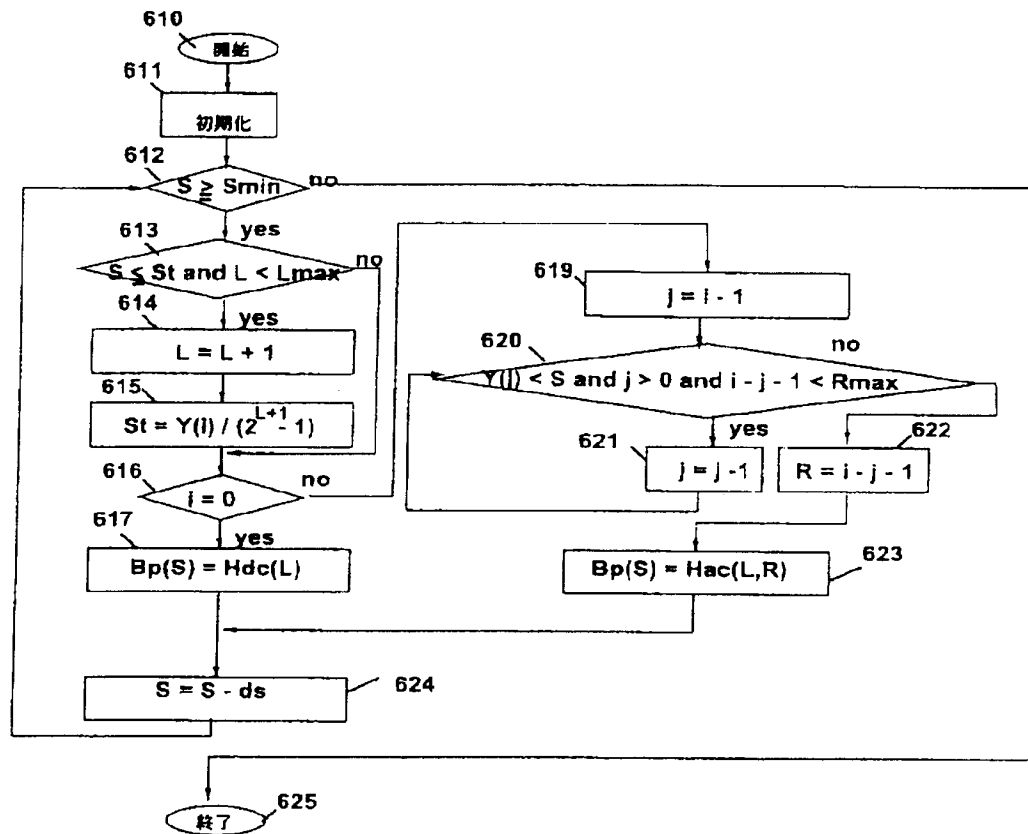 610
開始
611
初期化
612
S ≧ Smin
no
yes
613
S ≦ St and L < Lmax
no
yes
614
L = L + 1
615
St = Y(i) / (2^L+1 - 1)
616
i = 0
no
yes
617
Bp(S) = Hdc(L)
619
j = i - 1
620
no
Y(j) < S and j > 0 and i - j - 1 < Rmax
yes
621
j = j -1
622
R = i - j - 1
Bp(S) = Hac(L,R)
623
S = S - ds
624
終了
625